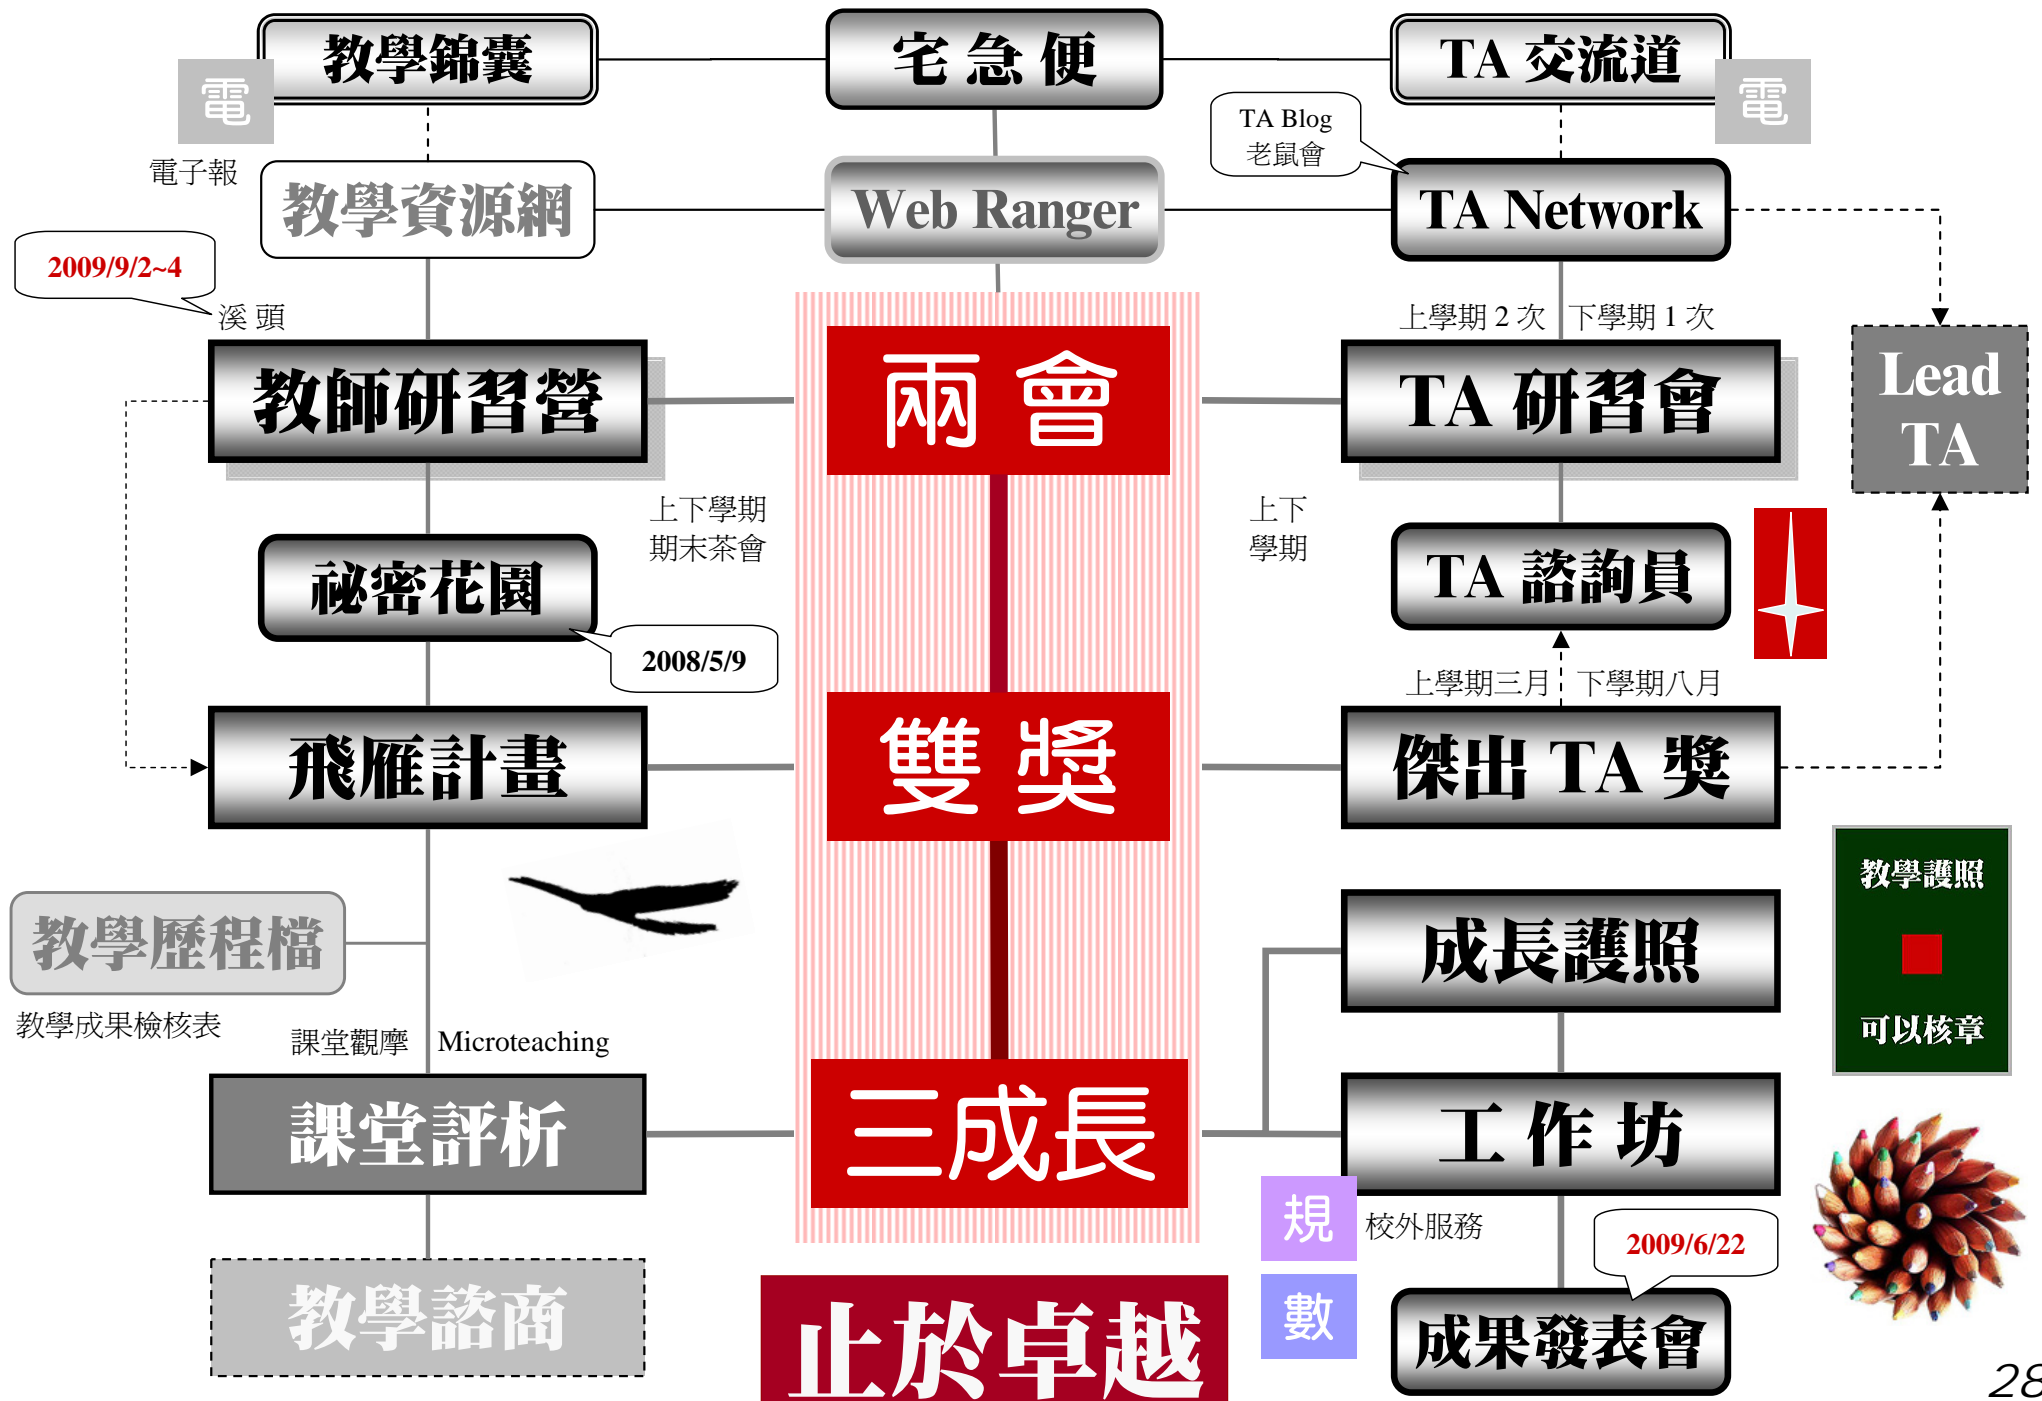 教學錦囊
宅急便
TA 交流道
電
電
電子報
TA Blog
老鼠會
教學資源網
Web Ranger
TA Network
2009/9/2~4
溪頭
上學期 2 次
下學期 1 次
教師研習營
兩會
TA 研習會
Lead
TA
上下學期
期末茶會
上下
學期
祕密花園
TA 諮詢員
2008/5/9
上學期三月
下學期八月
飛雁計畫
雙獎
傑出 TA 獎
教學護照
可以核章
教學歷程檔
成長護照
教學成果檢核表
課堂觀摩
Microteaching
課堂評析
三成長
工作坊
規
校外服務
2009/6/22
數
教學諮商
止於卓越
成果發表會
28